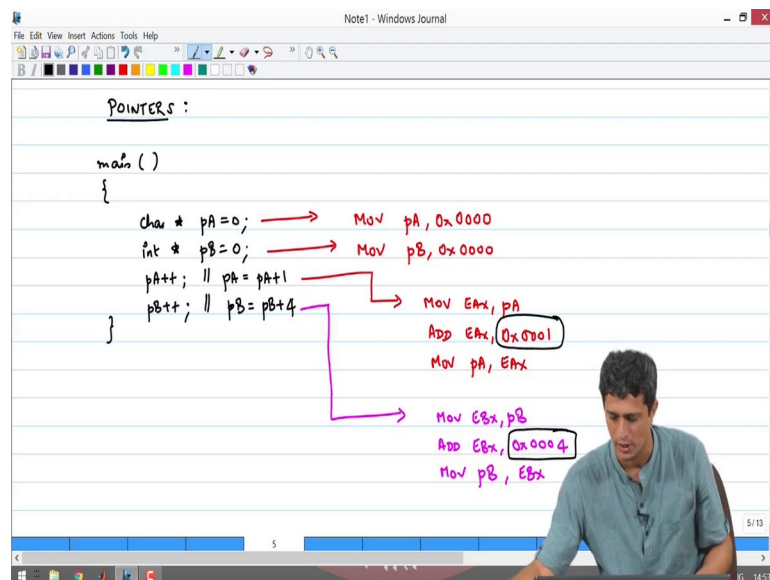 Note1 - Windows Journal
File Edit View Insert Actions Tools Help
B I
POINTERS :
main ( )
{
char * pA = 0; → MOV pA, 0x0000
int * pB = 0; → MOV pB, 0x0000
pA++ ; || pA = pA+1
pB++ ; || pB = pB+4
}
MOV EAx, pA
ADD EAx, 0x0001
MOV pA, EAx
MOV EBx, pB
ADD EBx, 0x0004
MOV pB , EBx
5/13
5